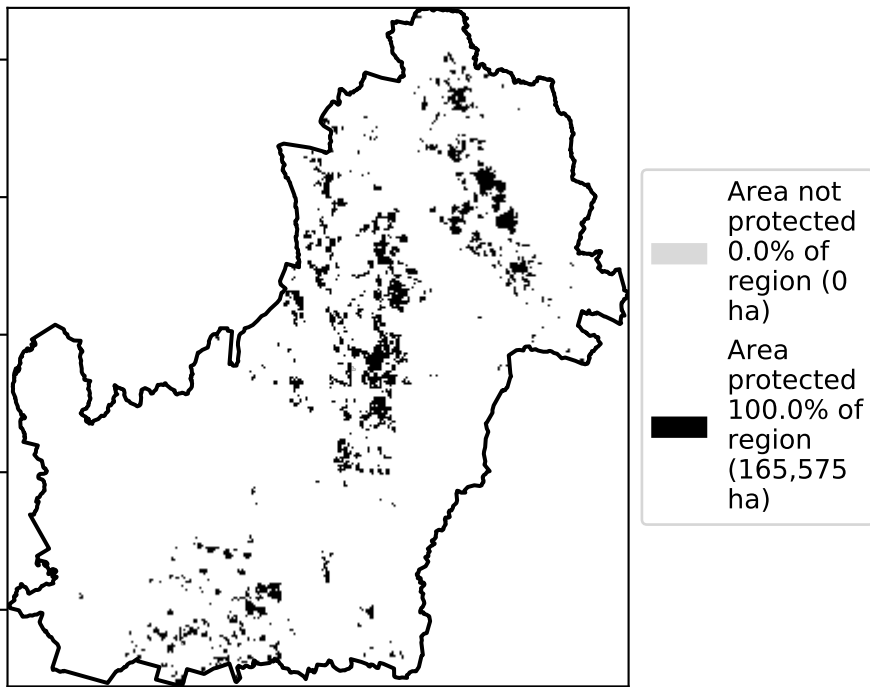 Area not
protected
0.0% of
region (0
ha)
Area
protected
100.0% of
region
(165,575
ha)